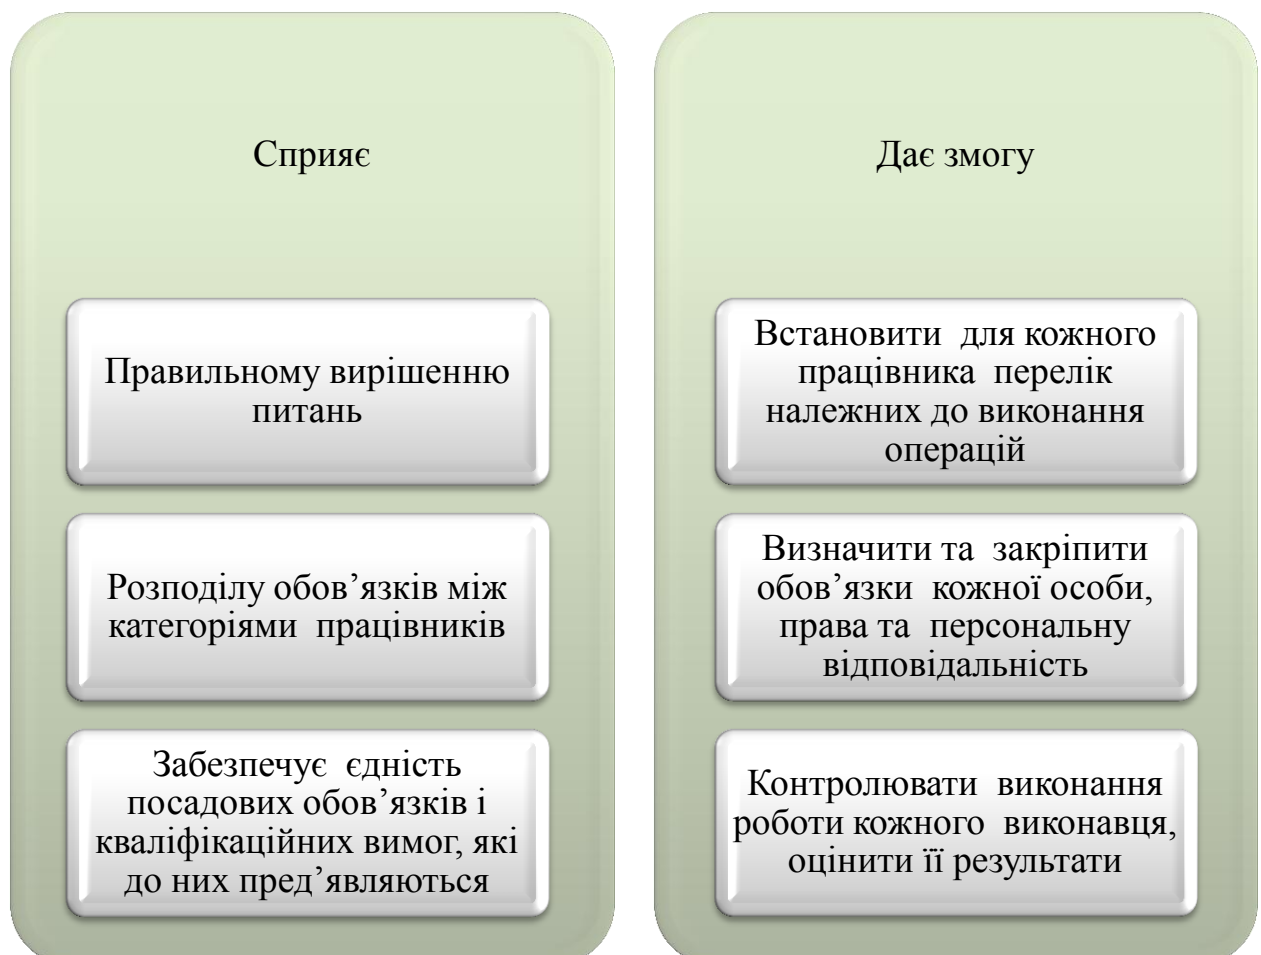 Сприяє
Правильному вирішенню
питань
Розподілу обов’язків між
категоріями працівників
Забезпечує єдність
посадових обов’язків і
кваліфікаційних вимог, які
до них пред’являються
Дає змогу
Встановити для кожного
працівника перелік
належних до виконання
операцій
Визначити та закріпити
обов’язки кожної особи,
права та персональну
відповідальність
Контролювати виконання
роботи кожного виконавця,
оцінити її результати